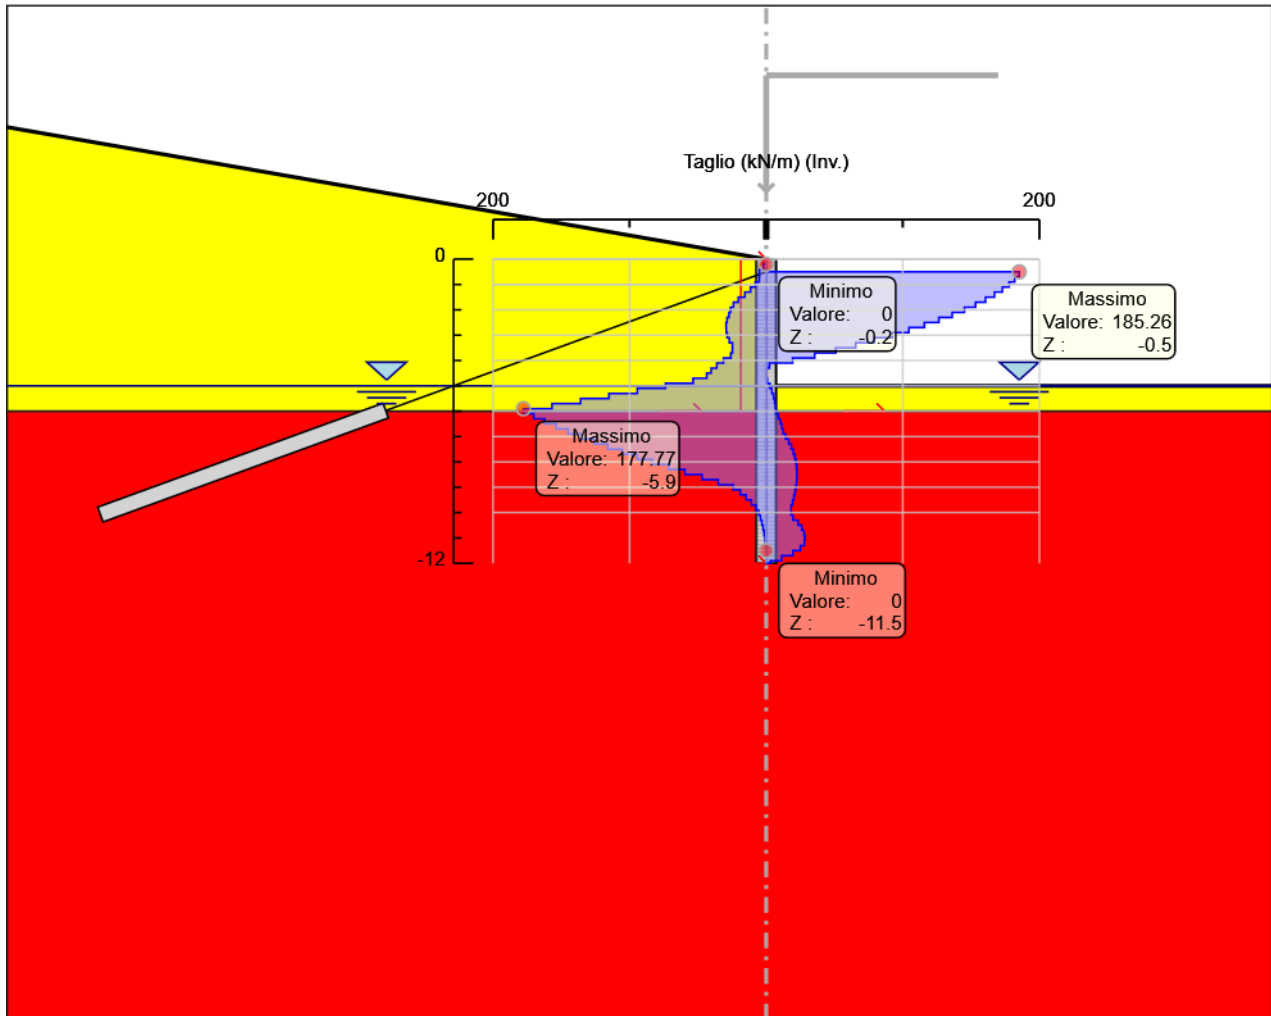 Taglio (kN/m) (Inv.)
200
200
0
Minimo
Valore: 0
Z : -0.2
Massimo
Valore: 185.26
Z : -0.5
Massimo
Valore: 177.77
Z : -5.9
-12
Minimo
Valore: 0
Z : -11.5